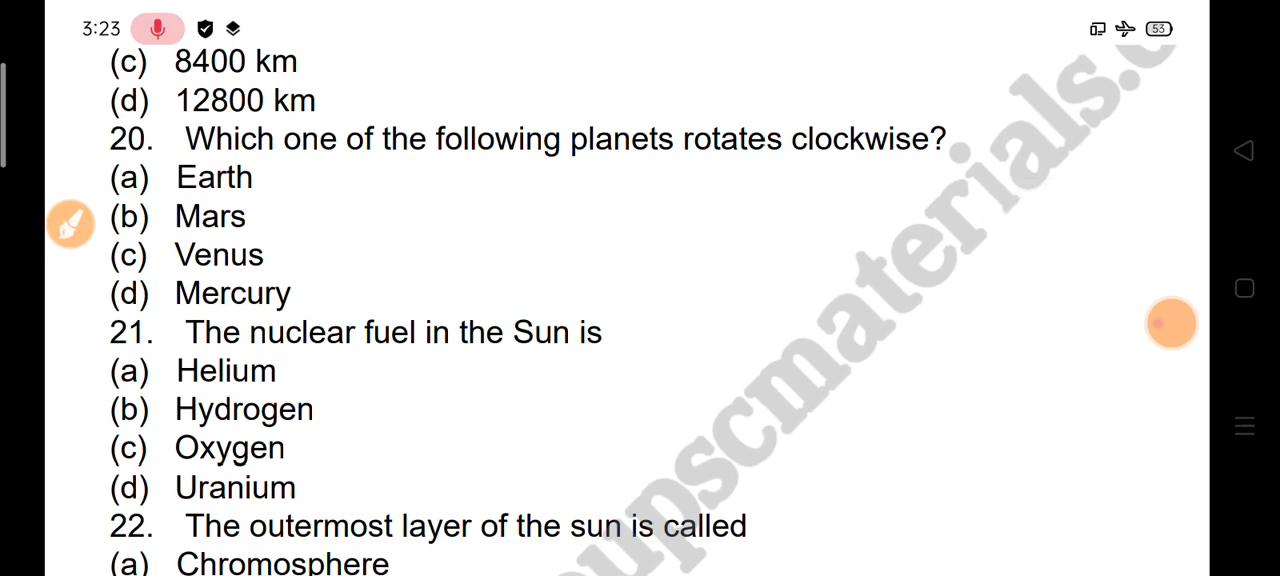 3:23
53
(c) 8400 km
(d) 12800 km
20. Which one of the following planets rotates clockwise?
(a) Earth
(b) Mars
(c) Venus
(d) Mercury
21. The nuclear fuel in the Sun is
(a) Helium
(b) Hydrogen
(c) Oxygen
(d) Uranium
22. The outermost layer of the sun is called
(a) Chromosphere
upscmaterials.c